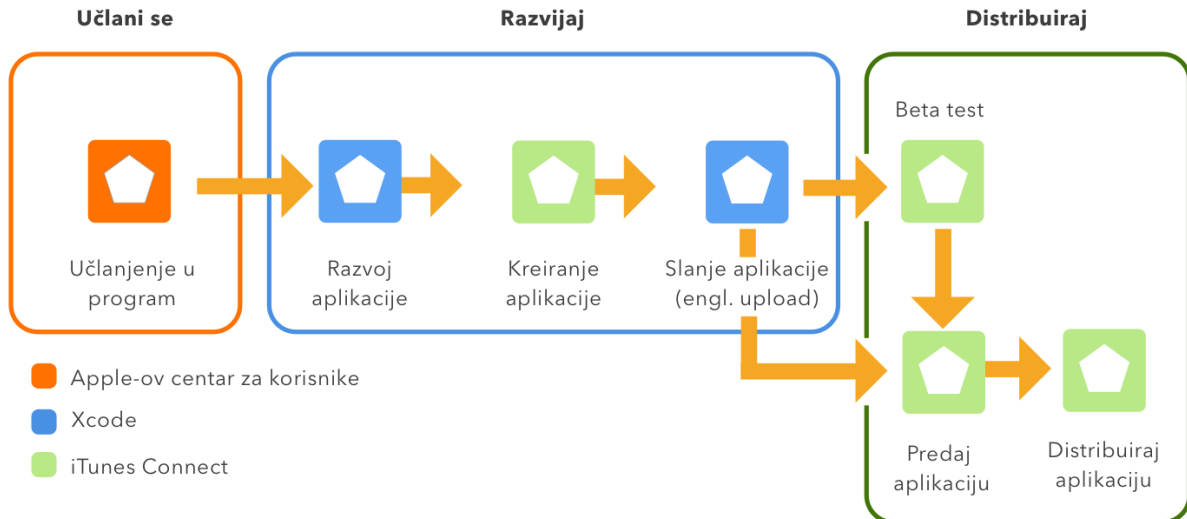 Učlani se
Razvijaj
Distribuiraj
Beta test
Učlanjenje u
program
Razvoj
aplikacije
Kreiranje
aplikacije
Slanje aplikacije
(engl. upload)
Apple-ov centar za korisnike
Xcode
iTunes Connect
Predaj
aplikaciju
Distribuiraj
aplikaciju